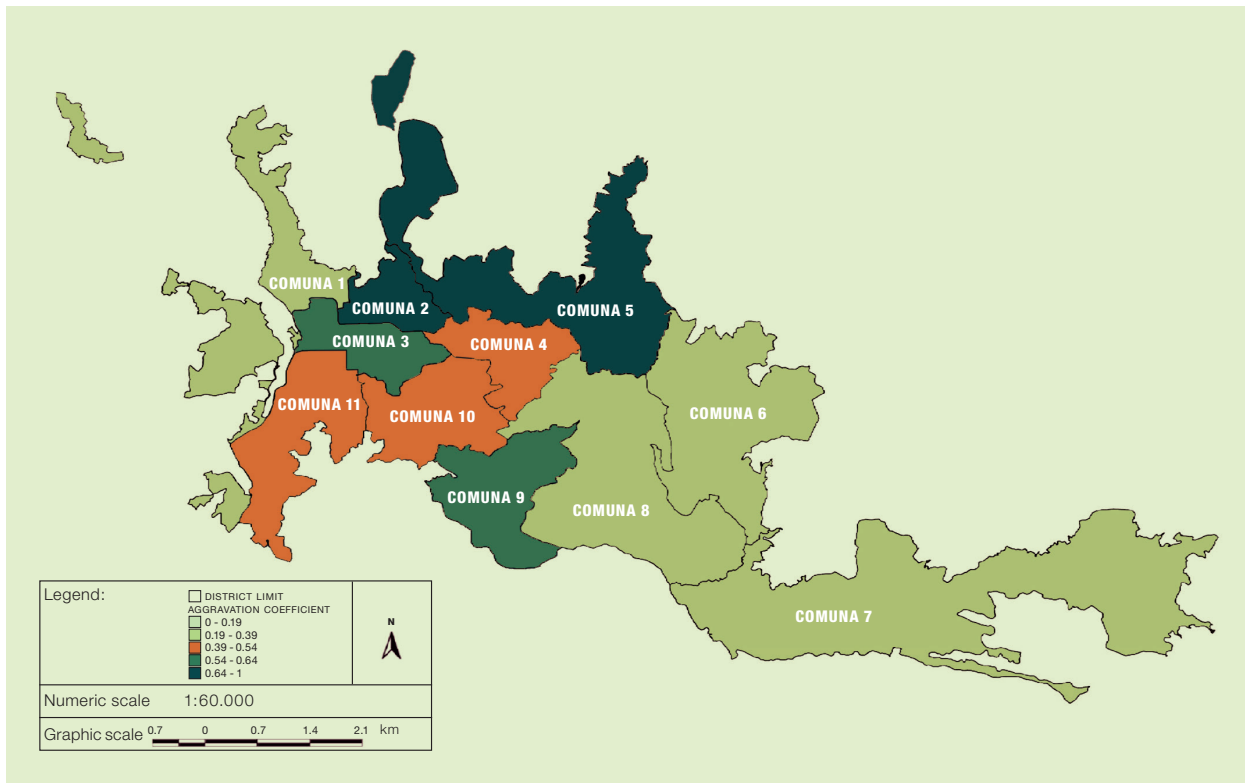 COMUNA 1
COMUNA 2
COMUNA 5
COMUNA 3
COMUNA 4
COMUNA 11
COMUNA 10
COMUNA 6
COMUNA 9
COMUNA 8
COMUNA 7
Legend:
DISTRICT LIMIT
AGGRAVATION COEFFICIENT
0 - 0.19
0.19 - 0.39
0.39 - 0.54
0.54 - 0.64
0.64 - 1
N
Numeric scale 1:60.000
Graphic scale 0.7 0 0.7 1.4 2.1 km